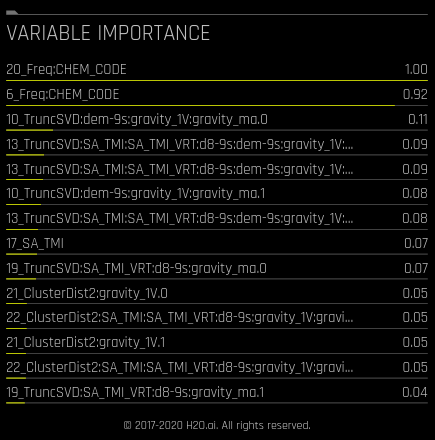 VARIABLE IMPORTANCE
20_Freq:CHEM_CODE 1.00
6_Freq:CHEM_CODE 0.92
10_TruncSVD:dem-9s:gravity_1V:gravity_ma.0 0.11
13_TruncSVD:SA_TMI:SA_TMI_VRT:d8-9s:dem-9s:gravity_1V:... 0.09
13_TruncSVD:SA_TMI:SA_TMI_VRT:d8-9s:dem-9s:gravity_1V:... 0.09
10_TruncSVD:dem-9s:gravity_1V:gravity_ma.1 0.08
13_TruncSVD:SA_TMI:SA_TMI_VRT:d8-9s:dem-9s:gravity_1V:... 0.08
17_SA_TMI 0.07
19_TruncSVD:SA_TMI_VRT:d8-9s:gravity_ma.0 0.07
21_ClusterDist2:gravity_1V.0 0.05
22_ClusterDist2:SA_TMI:SA_TMI_VRT:d8-9s:gravity_1V:gravi... 0.05
21_ClusterDist2:gravity_1V.1 0.05
22_ClusterDist2:SA_TMI:SA_TMI_VRT:d8-9s:gravity_1V:gravi... 0.05
19_TruncSVD:SA_TMI_VRT:d8-9s:gravity_ma.1 0.04
© 2017-2020 H2O.ai. All rights reserved.